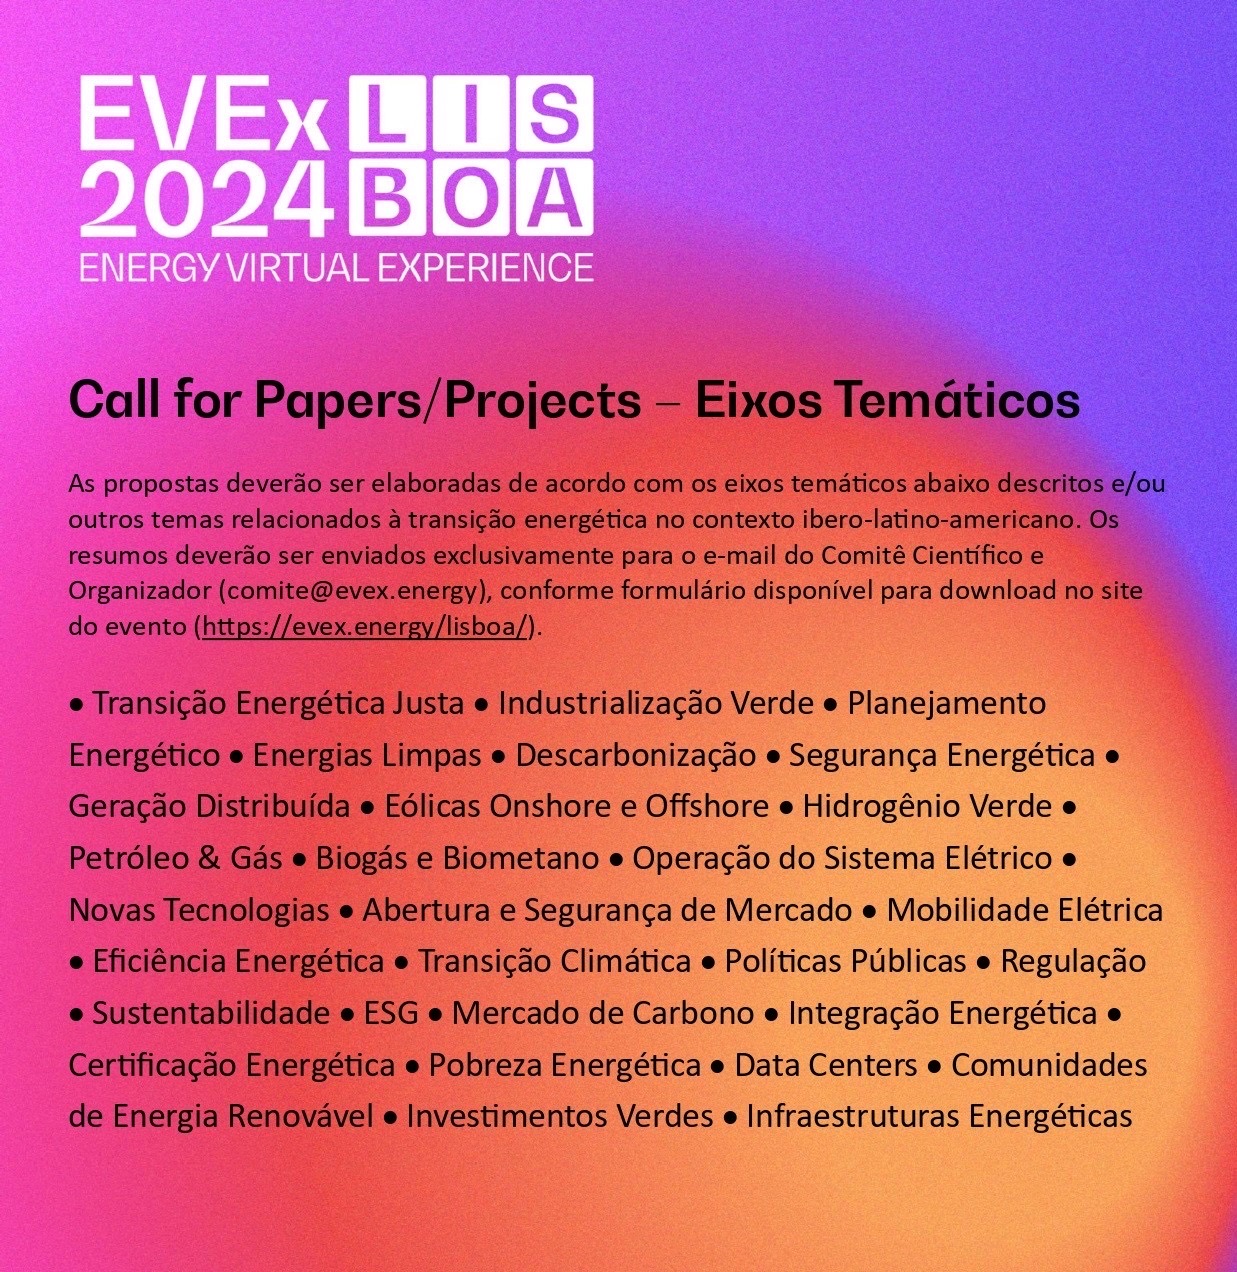 EVEx LIS
2024 BOA
ENERGY VIRTUAL EXPERIENCE
Call for Papers/Projects – Eixos Temáticos
As propostas deverão ser elaboradas de acordo com os eixos temáticos abaixo descritos e/ou
outros temas relacionados à transição energética no contexto ibero-latino-americano. Os
resumos deverão ser enviados exclusivamente para o e-mail do Comitê Científico e
Organizador (comite@evex.energy), conforme formulário disponível para download no site
do evento (https://evex.energy/lisboa/).
• Transição Energética Justa • Industrialização Verde • Planejamento
Energético • Energias Limpas • Descarbonização • Segurança Energética •
Geração Distribuída • Eólicas Onshore e Offshore • Hidrogênio Verde •
Petróleo & Gás • Biogás e Biometano • Operação do Sistema Elétrico •
Novas Tecnologias • Abertura e Segurança de Mercado • Mobilidade Elétrica
• Eficiência Energética • Transição Climática • Políticas Públicas • Regulação
• Sustentabilidade • ESG • Mercado de Carbono • Integração Energética •
Certificação Energética • Pobreza Energética • Data Centers • Comunidades
de Energia Renovável • Investimentos Verdes • Infraestruturas Energéticas